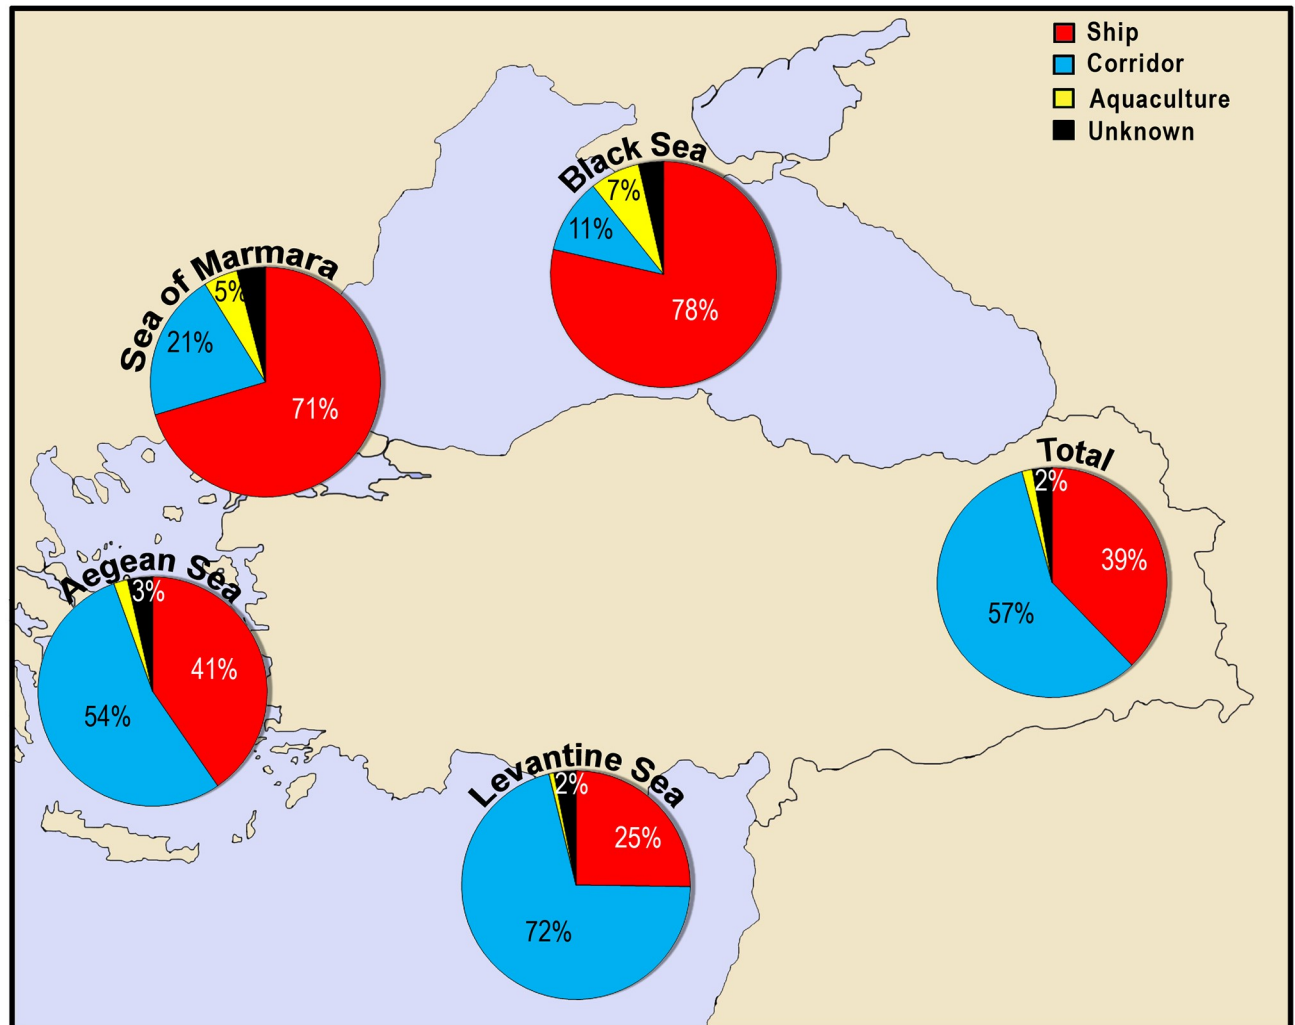 Ship
Corridor
Aquaculture
Unknown
Black Sea
7%
11%
78%
Sea of Marmara
5%
21%
71%
Total
2%
39%
57%
Aegean Sea
3%
41%
54%
Levantine Sea
2%
25%
72%